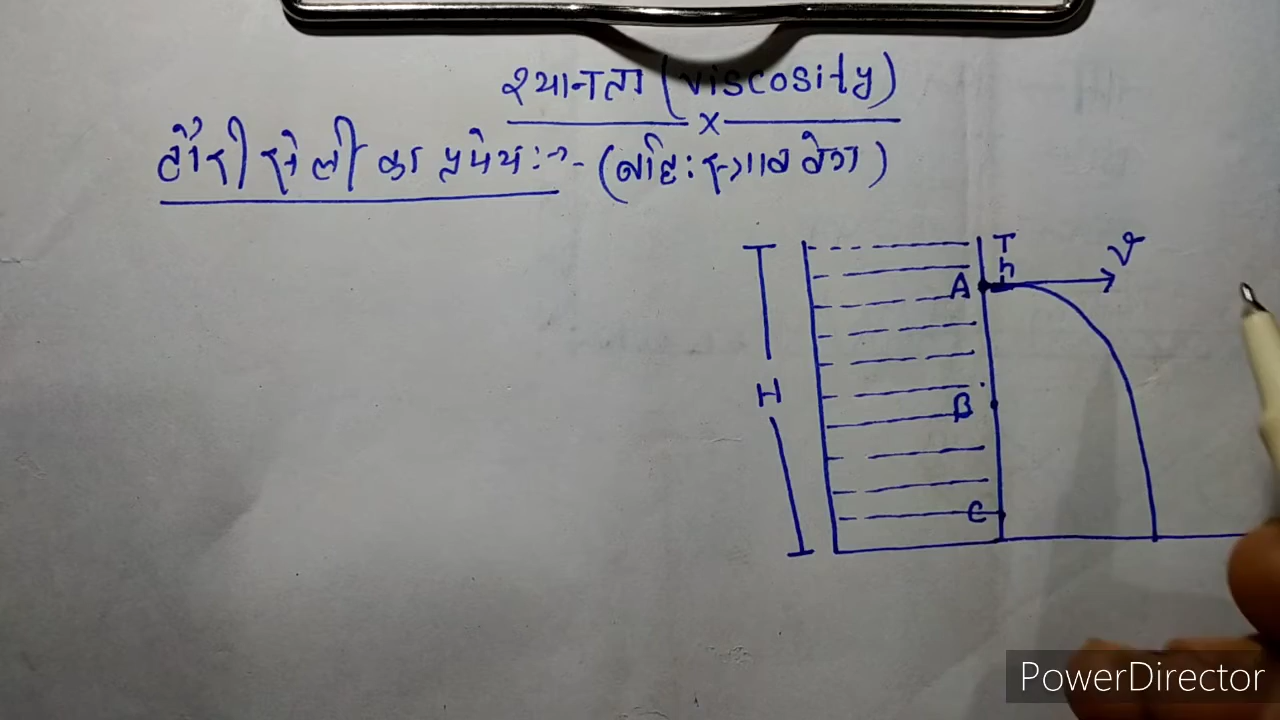 श्यानता (viscosity)
x
टौरीसेली का प्रमेय :-> - (बहि:स्त्राव वेग)
T
h
v
A
H
B
C
PowerDirector